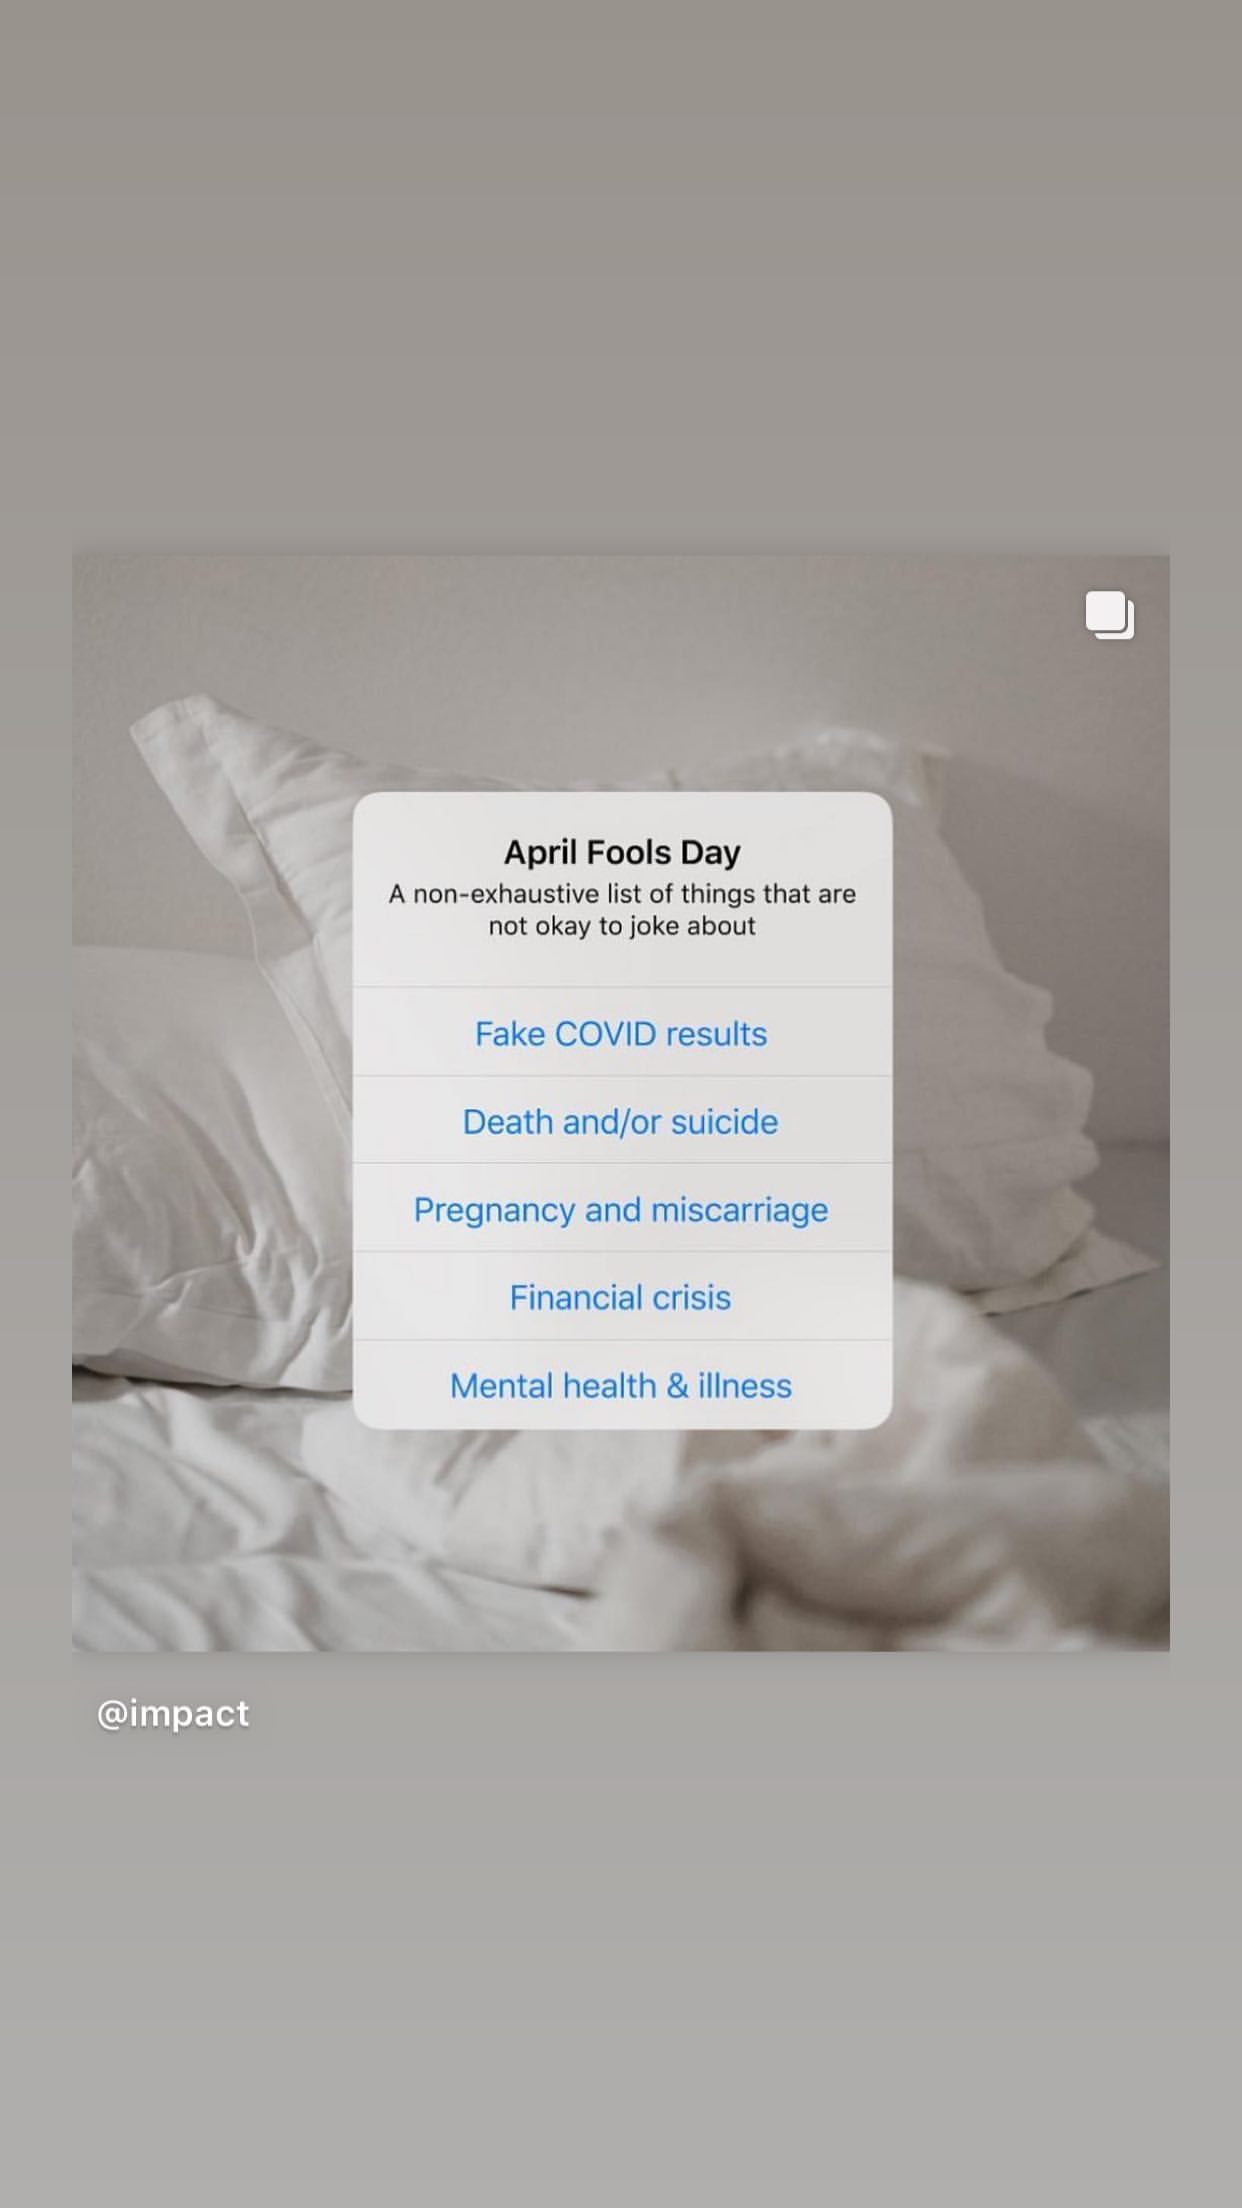 April Fools Day
A non-exhaustive list of things that are
not okay to joke about
Fake COVID results
Death and/or suicide
Pregnancy and miscarriage
Financial crisis
Mental health & illness
@impact